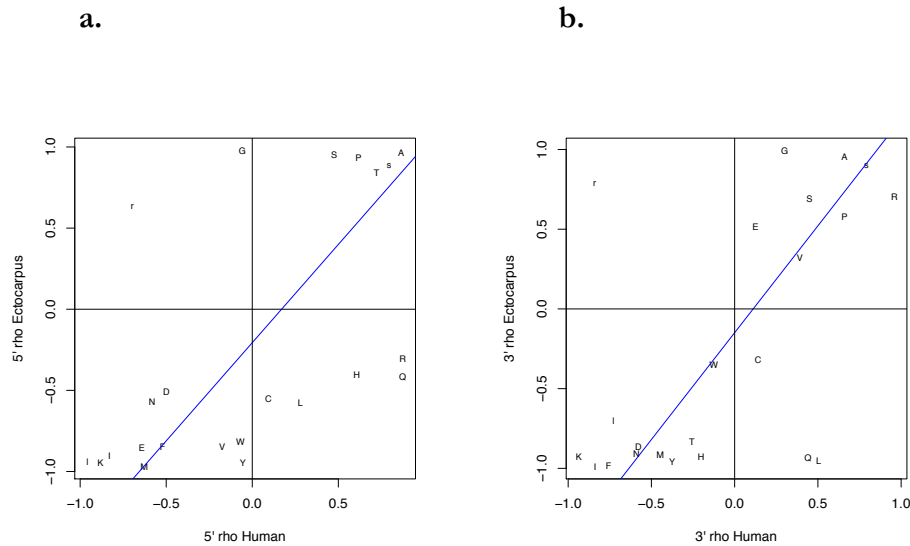 a.
b.
1.0
0.5
0.0
−0.5
−1.0
5' rho Ectocarpus
G
S
P
A
T
s
r
R
H
Q
D
N
C
L
W
E
F
V
I
I
K
Y
M
−1.0
−0.5
0.0
0.5
5' rho Human
1.0
0.5
0.0
−0.5
−1.0
3' rho Ectocarpus
G
A
s
r
S
R
P
E
V
C
W
I
T
D
N
M
K
H
Q
Y
L
I
F
−1.0
−0.5
0.0
0.5
1.0
3' rho Human